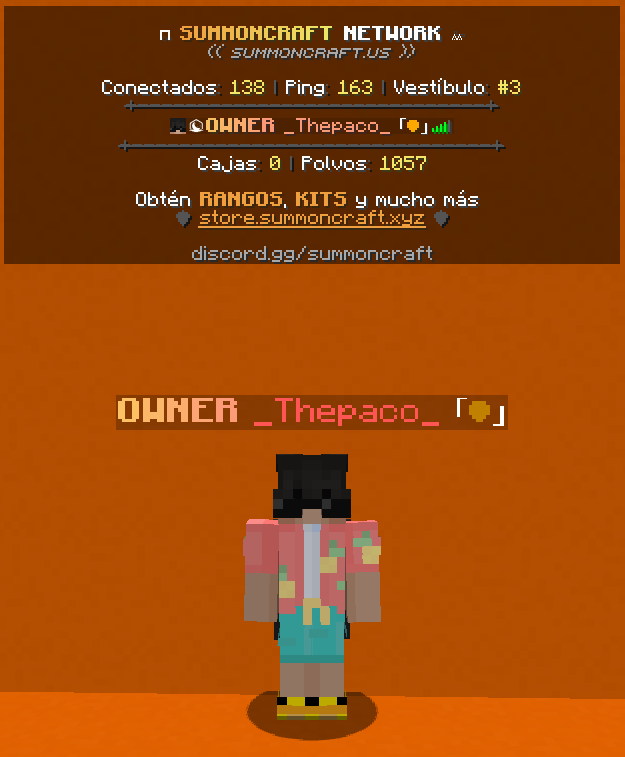 SUMMONCRAFT NETWORK
(( SUMMONCRAFT.US ))
Conectados: 138 | Ping: 163 | Vestíbulo: #3
OWNER _Thepaco_ 「」
Cajas: 0 | Polvos: 1057
Obtén RANGOS, KITS y mucho más
store.summoncraft.xyz
discord.gg/summoncraft
OWNER _Thepaco_ 「」